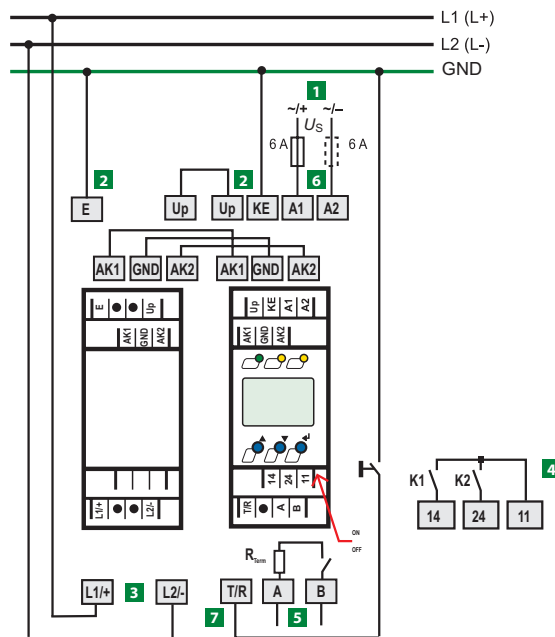 L1 (L+)
L2 (L-)
GND
1
~/+ ~/–
US
6 A 6 A
2 2 6
E Up Up KE A1 A2
AK1 GND AK2 AK1 GND AK2
E Up Up KE A1 A2
AK1 GND AK2 AK1 GND AK2
14 24 11
L1/+ L2/- T/R A B
ON
OFF
K1 K2 4
14 24 11
RTerm
L1/+ 3 L2/- T/R A B
7 5